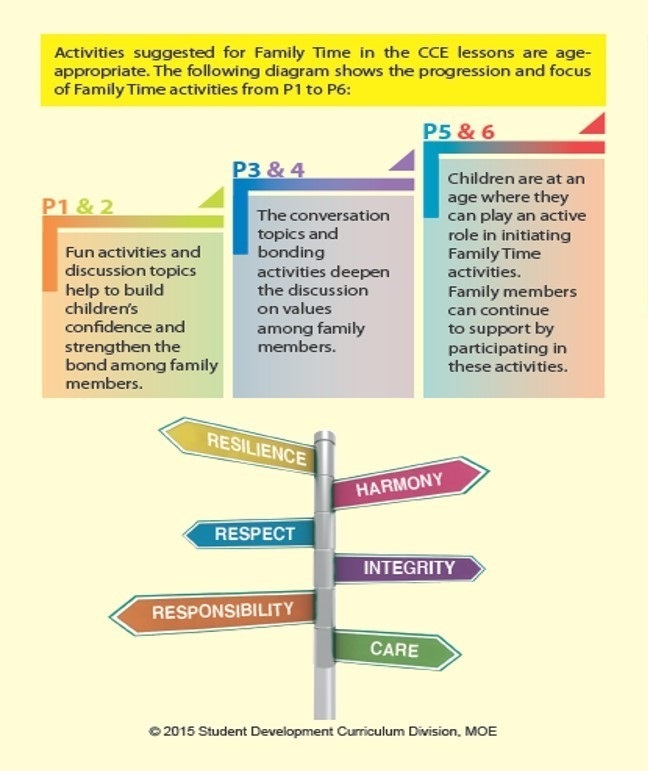 Activities suggested for Family Time in the CCE lessons are age-
appropriate. The following diagram shows the progression and focus
of Family Time activities from P1 to P6:
P1 & 2
Fun activities and
discussion topics
help to build
children's
confidence and
strengthen the
bond among family
members.
P3 & 4
The conversation
topics and
bonding
activities deepen
the discussion
on values
among family
members.
P5 & 6
Children are at an
age where they
can play an active
role in initiating
Family Time
activities.
Family members
can continue
to support by
participating in
these activities.
RESILIENCE
HARMONY
RESPECT
INTEGRITY
RESPONSIBILITY
CARE
© 2015 Student Development Curriculum Division, MOE